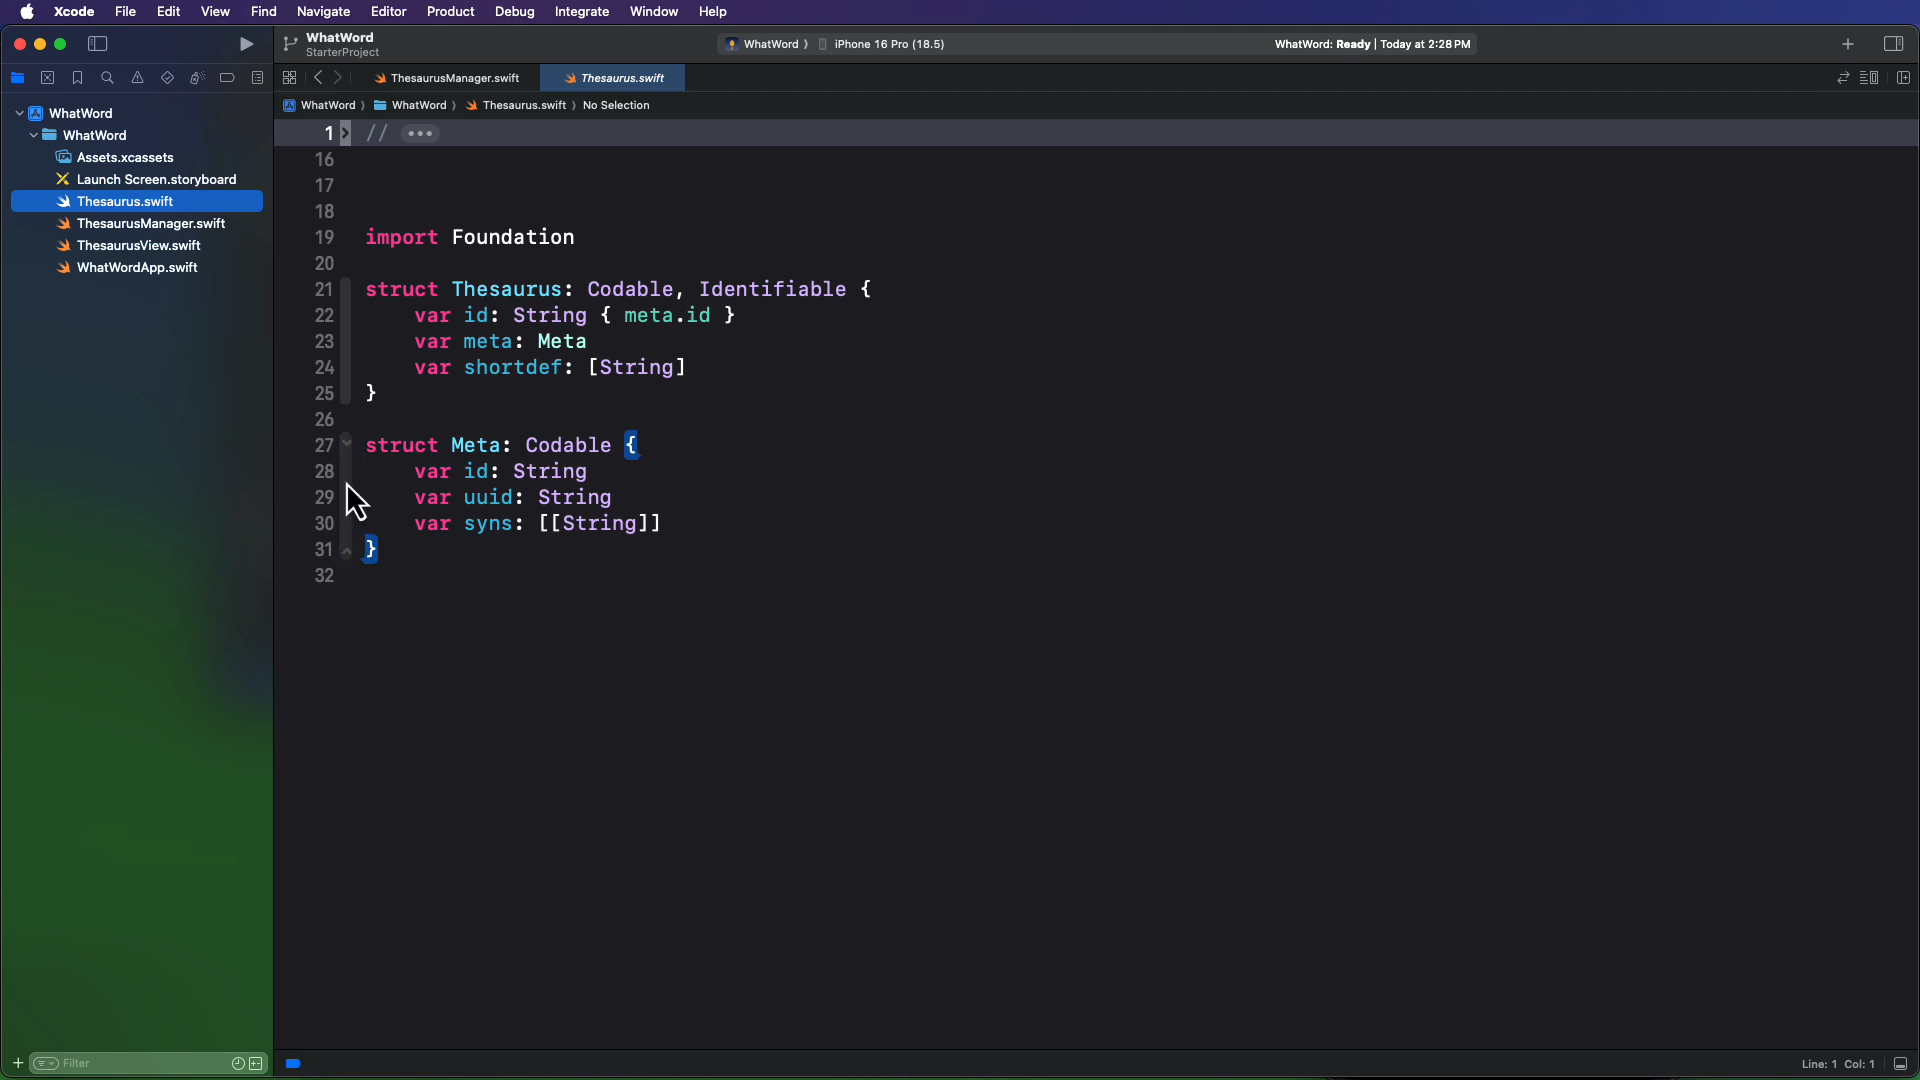 Xcode File Edit View Find Navigate Editor Product Debug Integrate Window Help
WhatWord
StarterProject
WhatWord iPhone 16 Pro (18.5)
WhatWord: Ready | Today at 2:28 PM
ThesaurusManager.swift Thesaurus.swift
WhatWord WhatWord Thesaurus.swift No Selection
WhatWord
WhatWord
Assets.xcassets
Launch Screen.storyboard
Thesaurus.swift
ThesaurusManager.swift
ThesaurusView.swift
WhatWordApp.swift
1 // •••
16
17
18
19 import Foundation
20
21 struct Thesaurus: Codable, Identifiable {
22 var id: String { meta.id }
23 var meta: Meta
24 var shortdef: [String]
25 }
26
27 struct Meta: Codable {
28 var id: String
29 var uuid: String
30 var syns: [[String]]
31 }
32
Filter
Line: 1 Col: 1